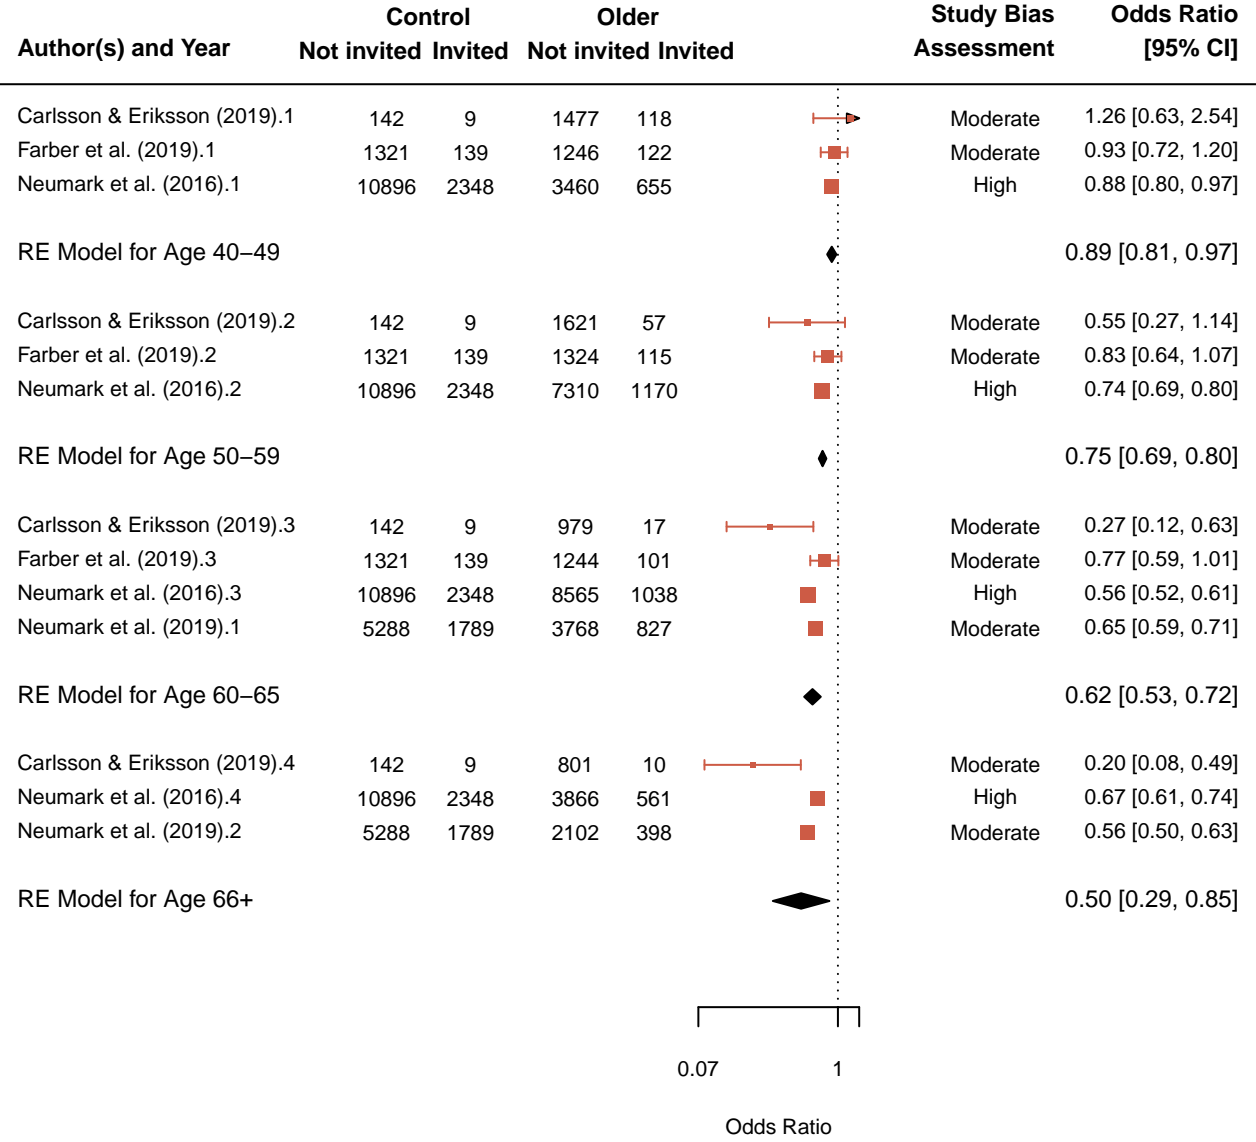 Control Older Study Bias Odds Ratio
Author(s) and Year Not invited Invited Not invited Invited Assessment [95% CI]
Carlsson & Eriksson (2019).1 142 9 1477 118 Moderate 1.26 [0.63, 2.54]
Farber et al. (2019).1 1321 139 1246 122 Moderate 0.93 [0.72, 1.20]
Neumark et al. (2016).1 10896 2348 3460 655 High 0.88 [0.80, 0.97]
RE Model for Age 40−49 0.89 [0.81, 0.97]
Carlsson & Eriksson (2019).2 142 9 1621 57 Moderate 0.55 [0.27, 1.14]
Farber et al. (2019).2 1321 139 1324 115 Moderate 0.83 [0.64, 1.07]
Neumark et al. (2016).2 10896 2348 7310 1170 High 0.74 [0.69, 0.80]
RE Model for Age 50−59 0.75 [0.69, 0.80]
Carlsson & Eriksson (2019).3 142 9 979 17 Moderate 0.27 [0.12, 0.63]
Farber et al. (2019).3 1321 139 1244 101 Moderate 0.77 [0.59, 1.01]
Neumark et al. (2016).3 10896 2348 8565 1038 High 0.56 [0.52, 0.61]
Neumark et al. (2019).1 5288 1789 3768 827 Moderate 0.65 [0.59, 0.71]
RE Model for Age 60−65 0.62 [0.53, 0.72]
Carlsson & Eriksson (2019).4 142 9 801 10 Moderate 0.20 [0.08, 0.49]
Neumark et al. (2016).4 10896 2348 3866 561 High 0.67 [0.61, 0.74]
Neumark et al. (2019).2 5288 1789 2102 398 Moderate 0.56 [0.50, 0.63]
RE Model for Age 66+ 0.50 [0.29, 0.85]
0.07 1
Odds Ratio